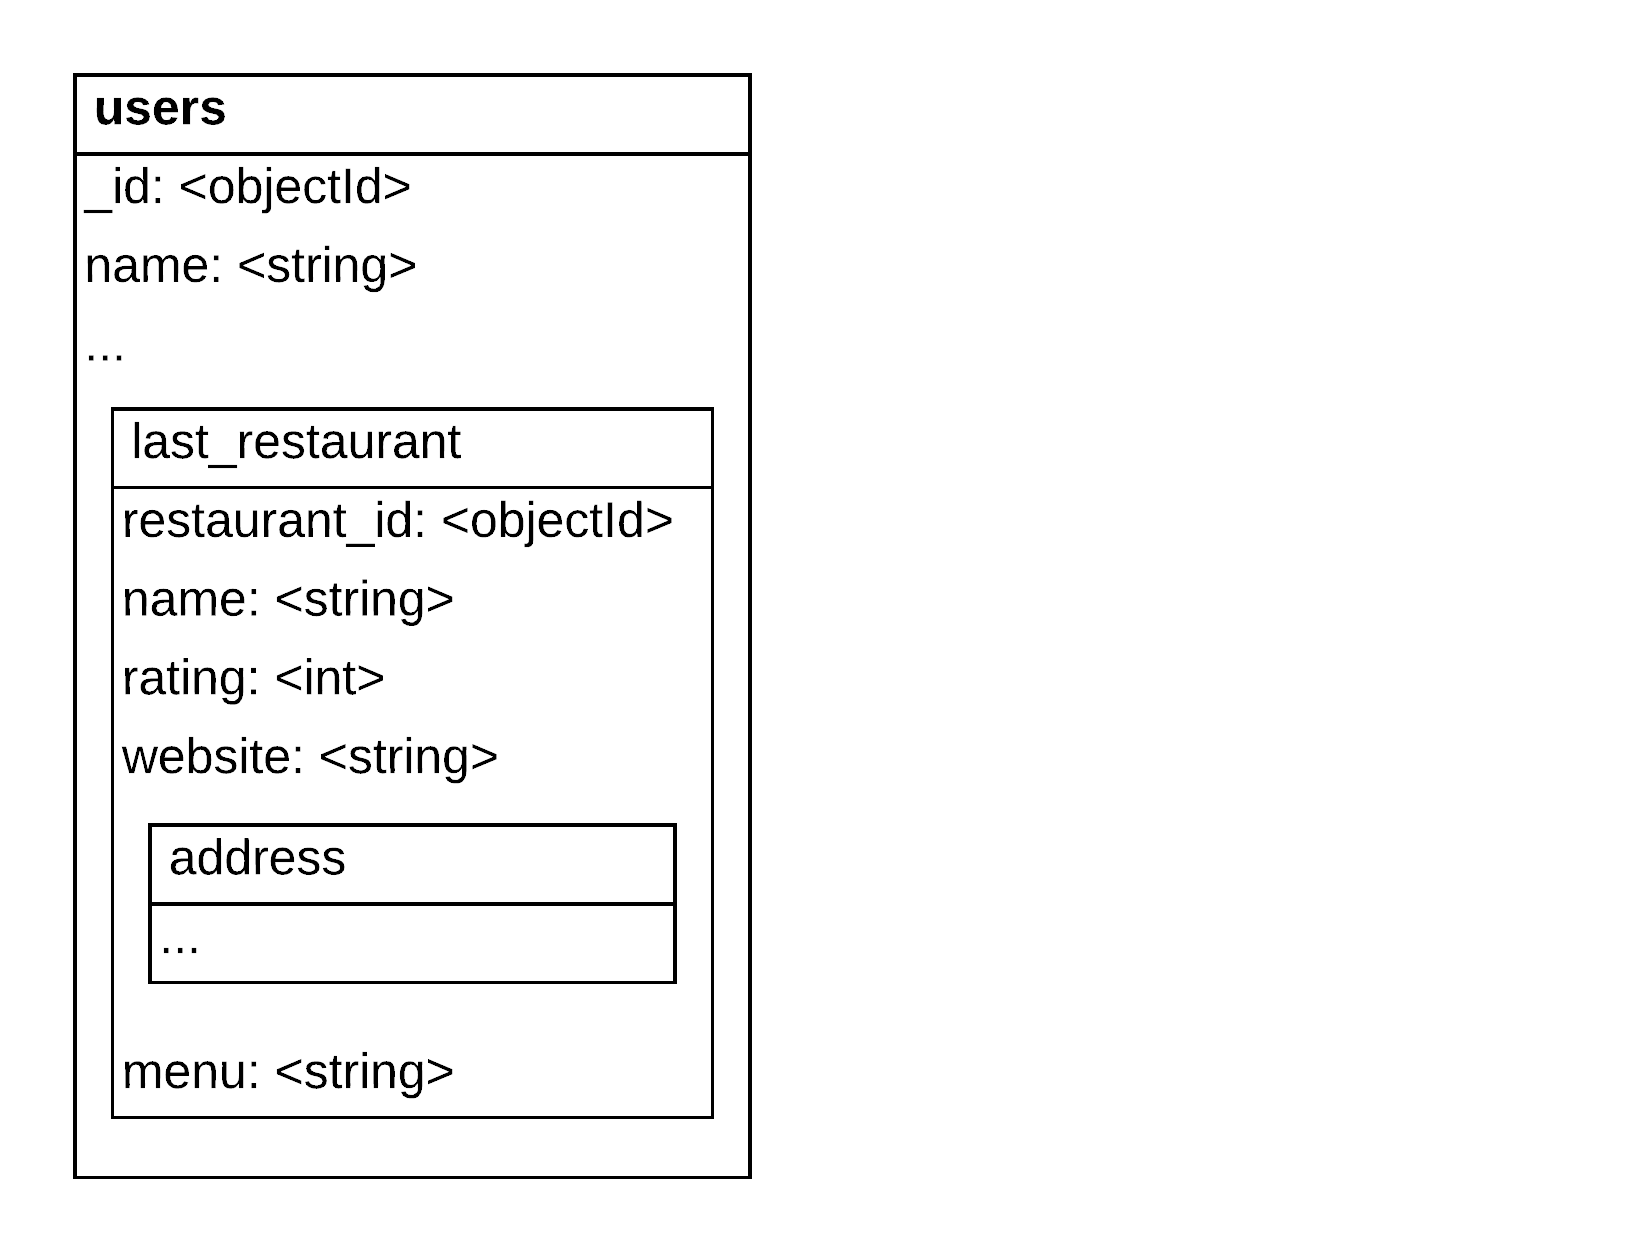 users
_id: <objectId>
name: <string>
...
last_restaurant
restaurant_id: <objectId>
name: <string>
rating: <int>
website: <string>
address
...
menu: <string>